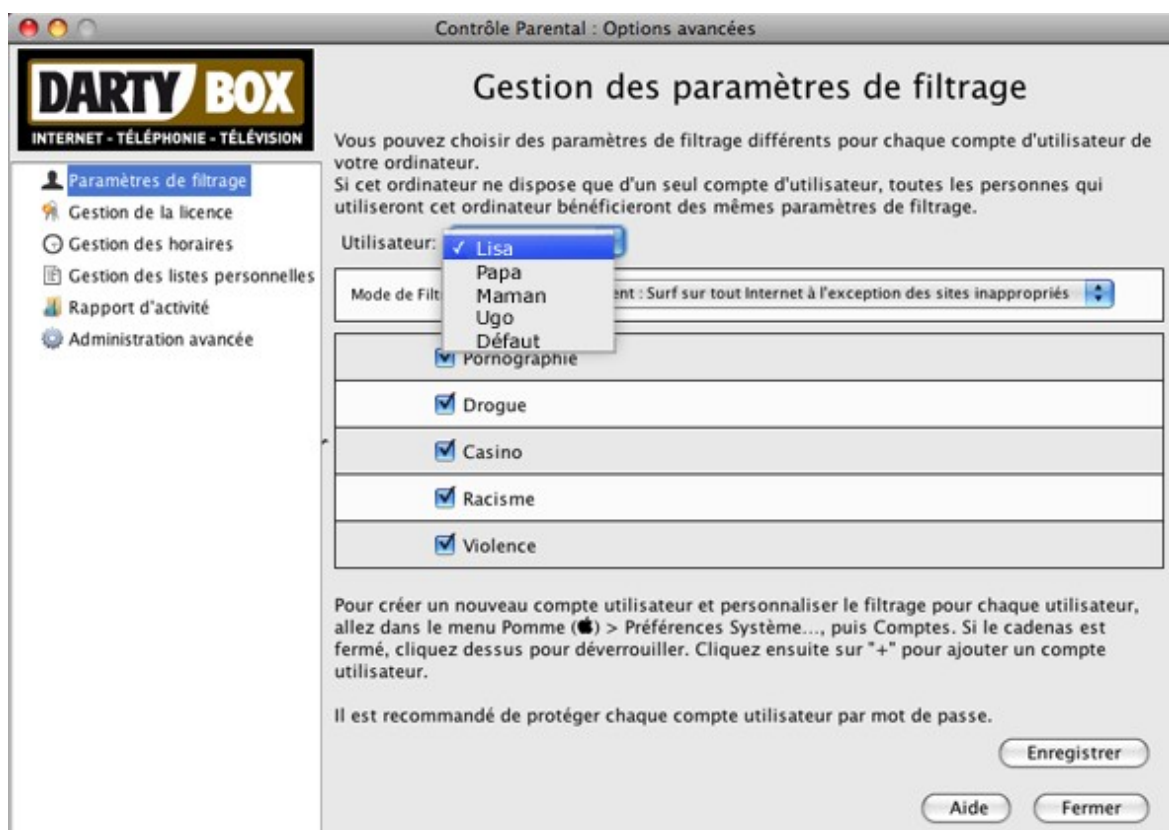 Contrôle Parental : Options avancées
DARTY BOX
INTERNET - TÉLÉPHONIE - TÉLÉVISION
Paramètres de filtrage
Gestion de la licence
Gestion des horaires
Gestion des listes personnelles
Rapport d'activité
Administration avancée
Gestion des paramètres de filtrage
Vous pouvez choisir des paramètres de filtrage différents pour chaque compte d'utilisateur de
votre ordinateur.
Si cet ordinateur ne dispose que d'un seul compte d'utilisateur, toutes les personnes qui
utiliseront cet ordinateur bénéficieront des mêmes paramètres de filtrage.
Utilisateur:
✓ Lisa
Papa
Maman
Ugo
Défaut
Mode de Filt ent : Surf sur tout Internet à l'exception des sites inappropriés
Pornographie
Drogue
Casino
Racisme
Violence
Pour créer un nouveau compte utilisateur et personnaliser le filtrage pour chaque utilisateur,
allez dans le menu Pomme () > Préférences Système..., puis Comptes. Si le cadenas est
fermé, cliquez dessus pour déverrouiller. Cliquez ensuite sur "+" pour ajouter un compte
utilisateur.
Il est recommandé de protéger chaque compte utilisateur par mot de passe.
Enregistrer
Aide Fermer